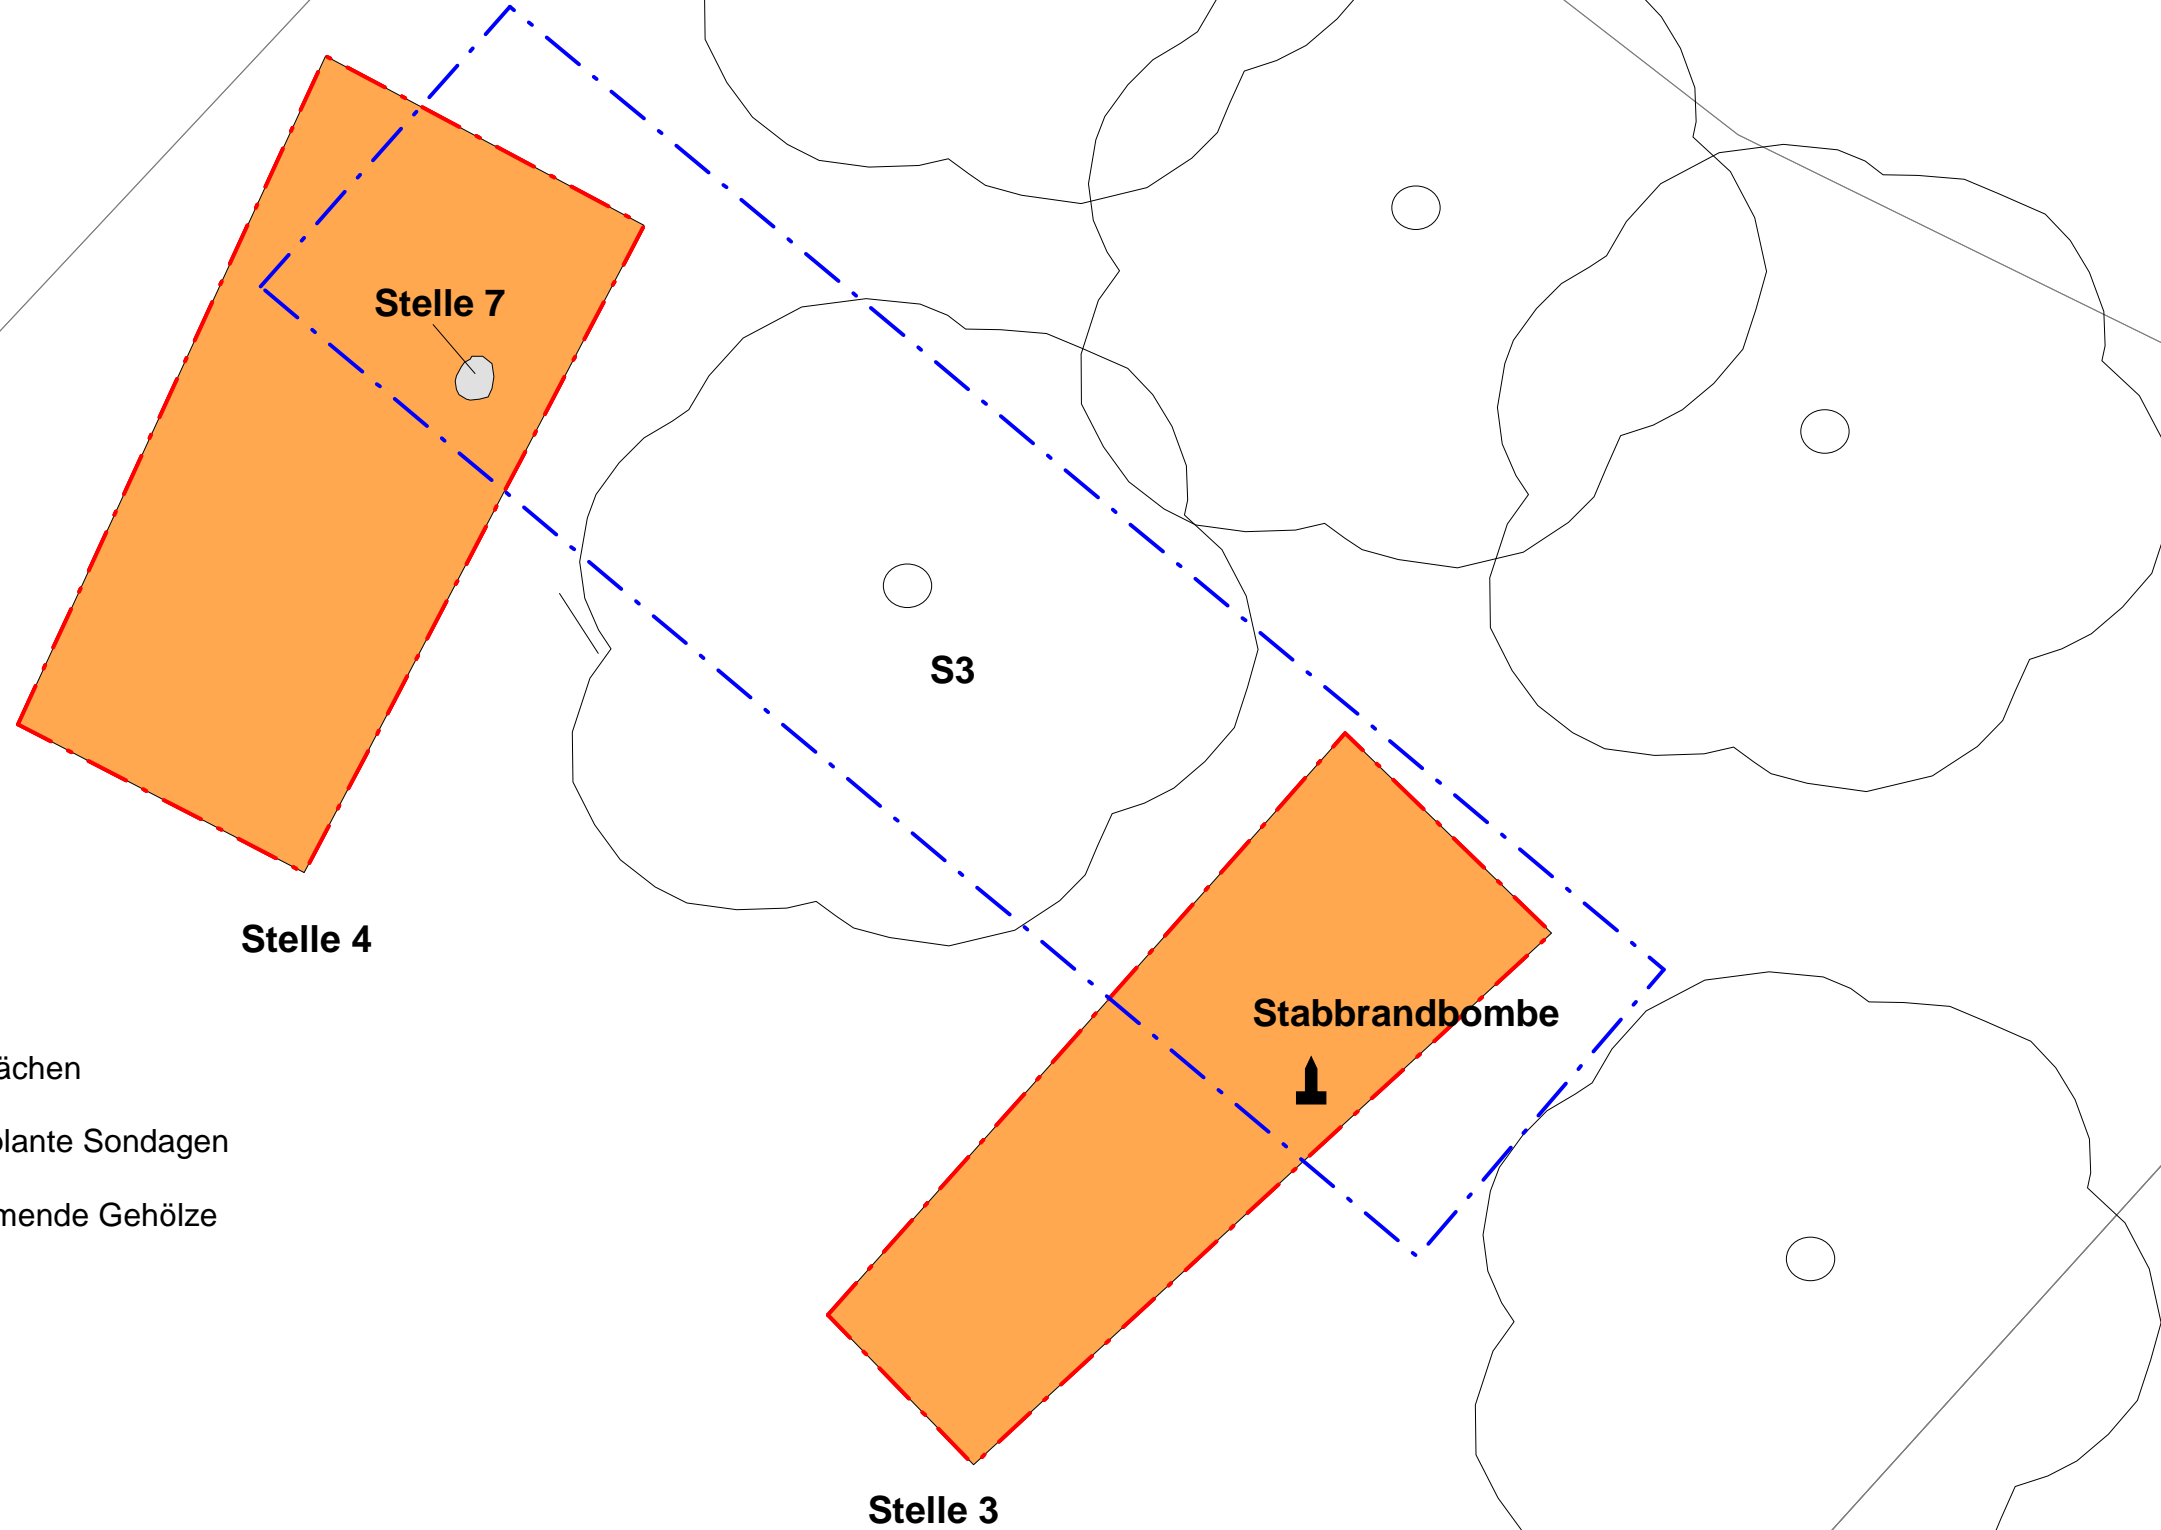 Stelle 7
S3
Stelle 4
Stabbrandbombe
ächen
plante Sondagen
mende Gehölze
Stelle 3